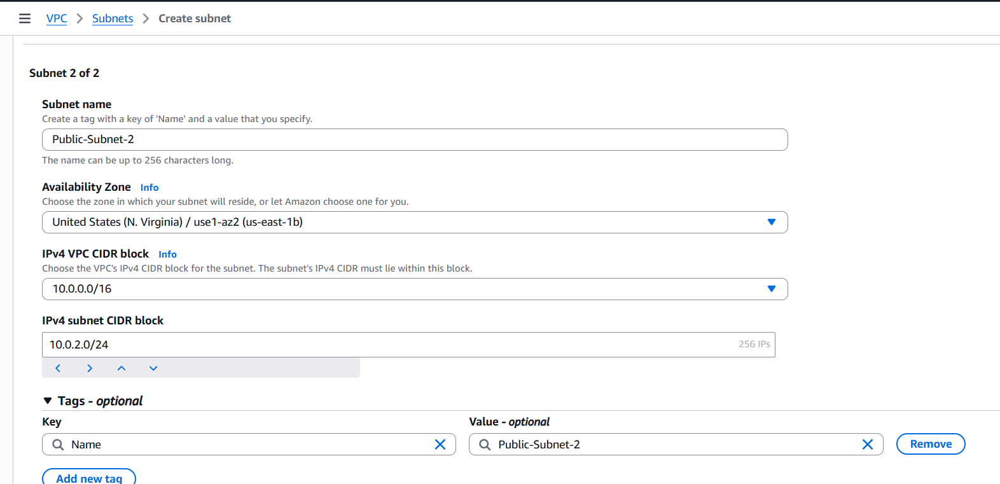 VPC > Subnets > Create subnet
Subnet 2 of 2
Subnet name
Create a tag with a key of 'Name' and a value that you specify.
Public-Subnet-2
The name can be up to 256 characters long.
Availability Zone Info
Choose the zone in which your subnet will reside, or let Amazon choose one for you.
United States (N. Virginia) / use1-az2 (us-east-1b)
IPv4 VPC CIDR block Info
Choose the VPC's IPv4 CIDR block for the subnet. The subnet's IPv4 CIDR must lie within this block.
10.0.0.0/16
IPv4 subnet CIDR block
10.0.2.0/24 256 IPs
Tags - optional
Key Value - optional
Name Public-Subnet-2 Remove
Add new tag